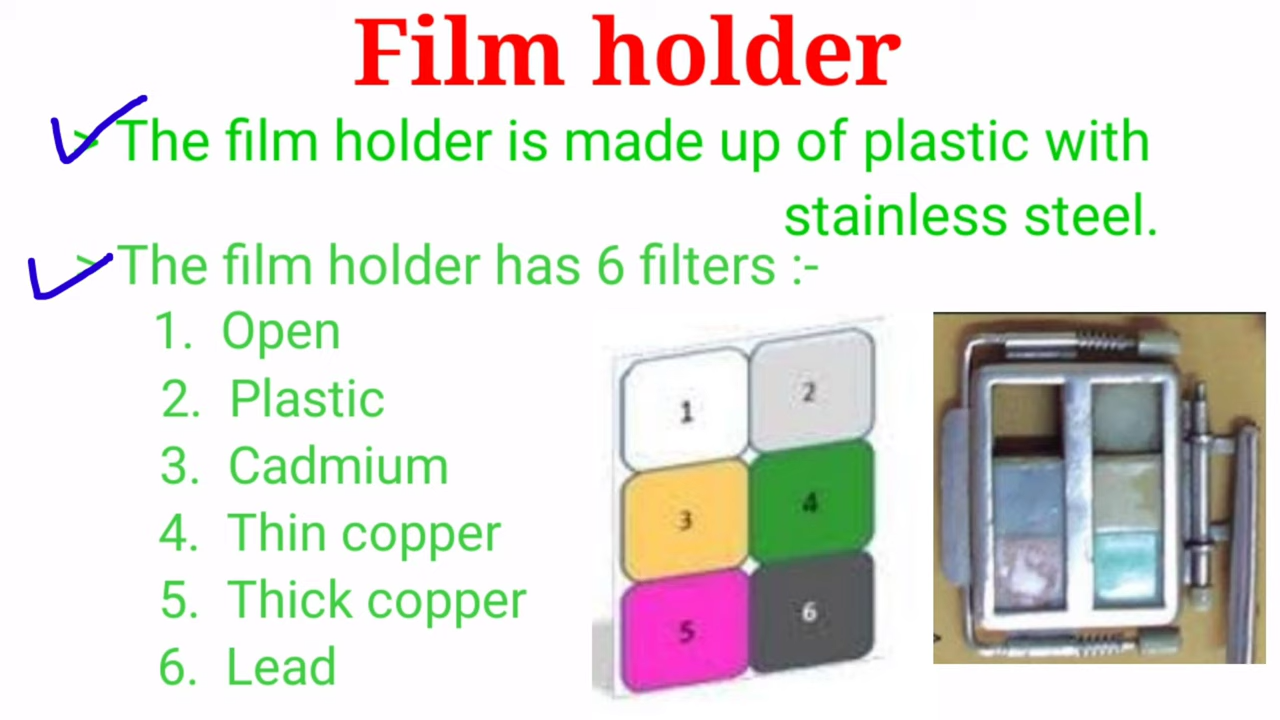 Film holder
> The film holder is made up of plastic with
stainless steel.
> The film holder has 6 filters :-
1. Open
2. Plastic
3. Cadmium
4. Thin copper
5. Thick copper
6. Lead
1 2
3 4
5 6
>